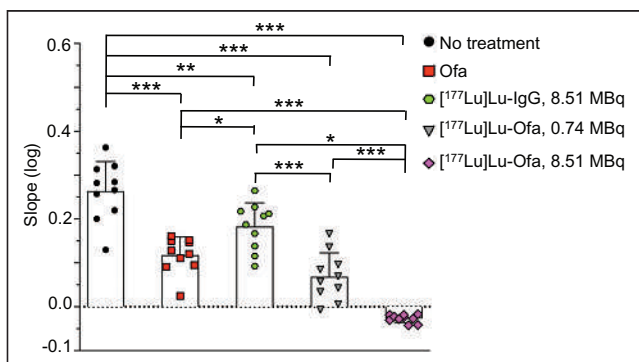 ***
***
**
***
***
*
*
***
***
0.6
0.4
0.2
0.0
-0.1
Slope (log)
No treatment
Ofa
[¹⁷⁷Lu]Lu-IgG, 8.51 MBq
[¹⁷⁷Lu]Lu-Ofa, 0.74 MBq
[¹⁷⁷Lu]Lu-Ofa, 8.51 MBq